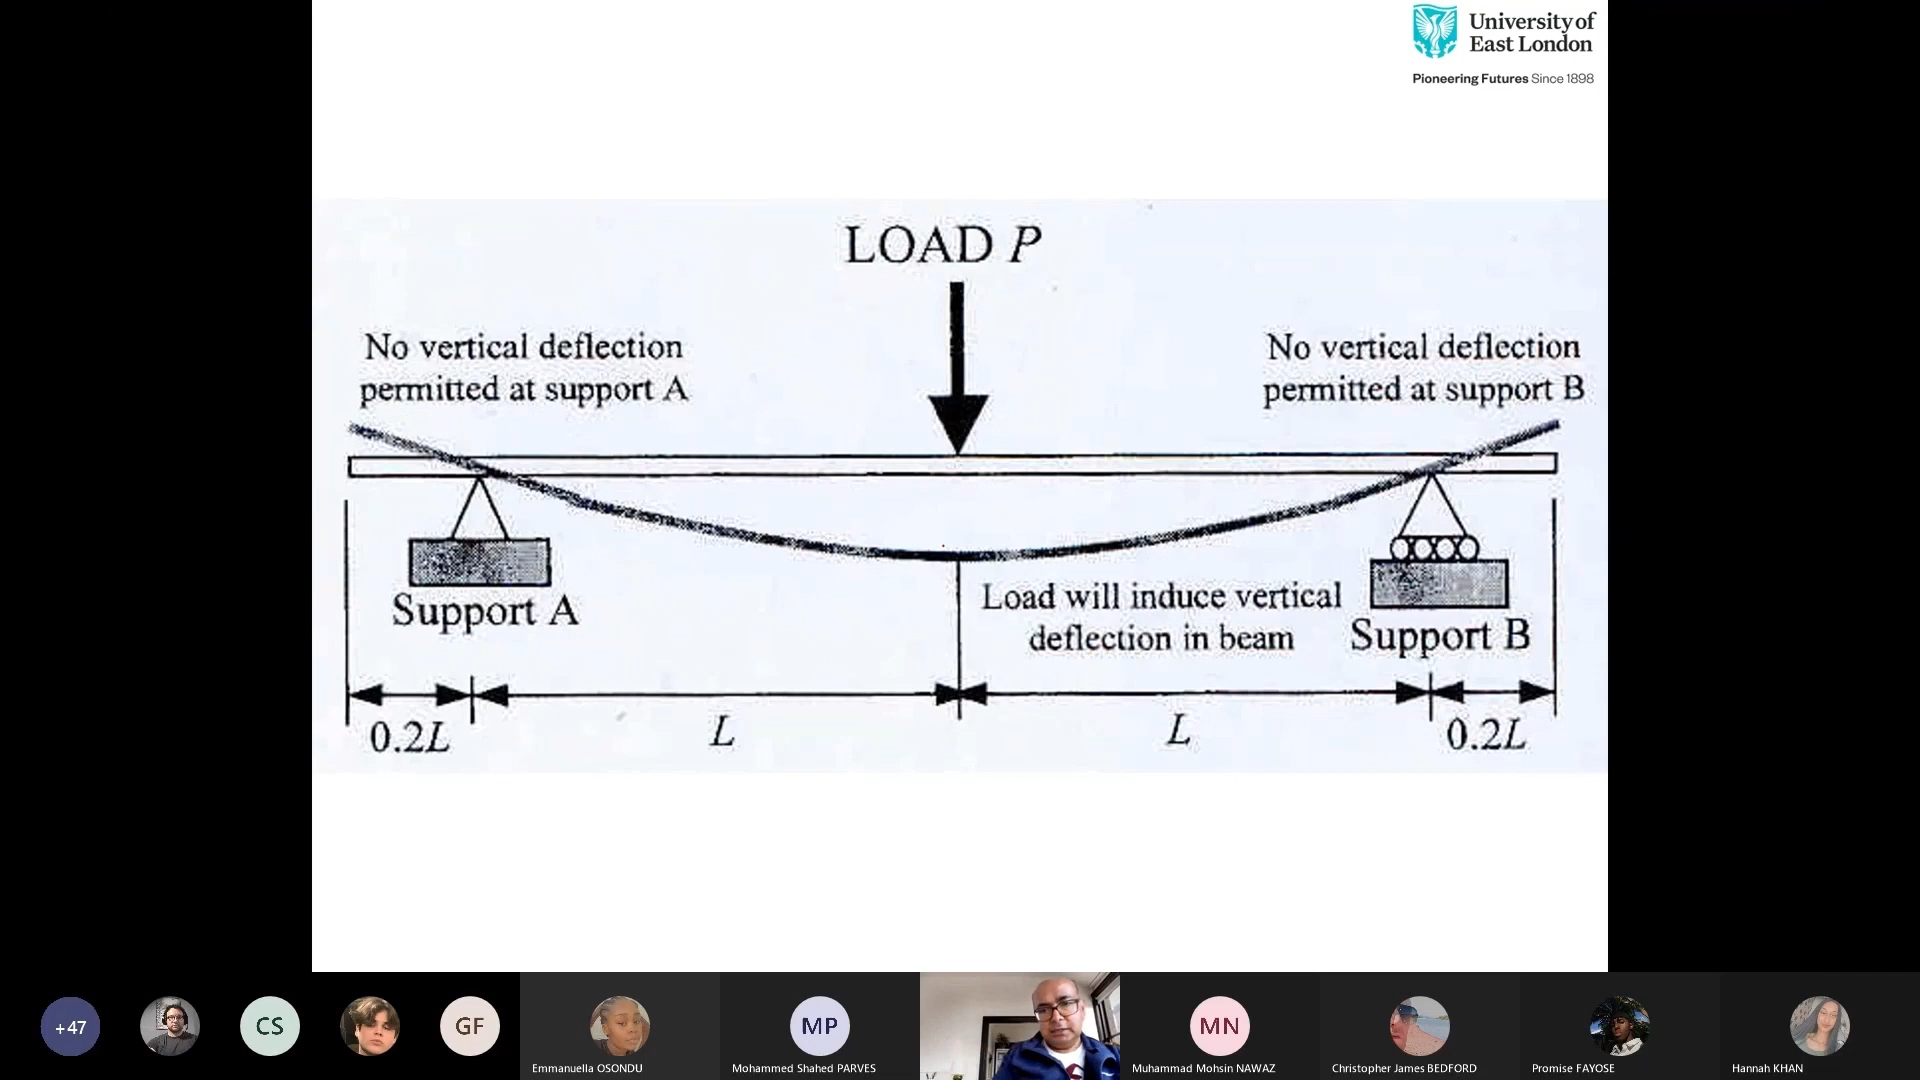 University of
East London
Pioneering Futures Since 1898
LOAD P
No vertical deflection
permitted at support A
No vertical deflection
permitted at support B
Support A
Load will induce vertical
deflection in beam
Support B
0.2L
L
L
0.2L
+47
CS
GF
Emmanuella OSONDU
MP
Mohammed Shahed PARVES
MN
Muhammad Mohsin NAWAZ
Christopher James BEDFORD
Promise FAYOSE
Hannah KHAN